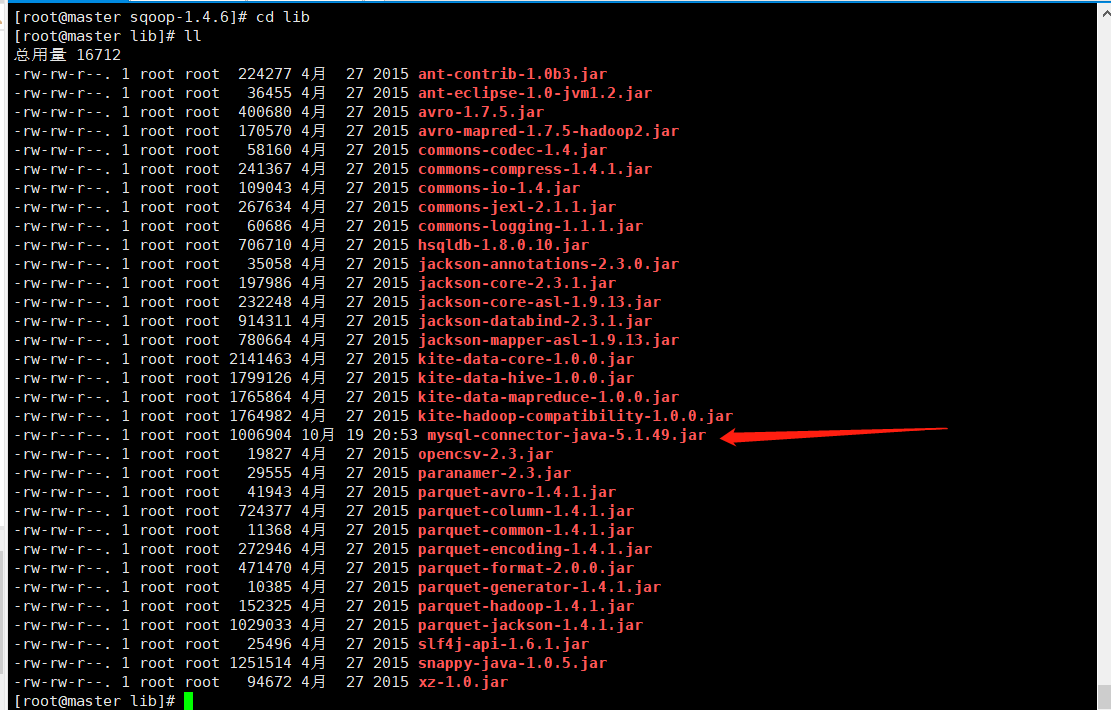 [root@master sqoop-1.4.6]# cd lib
[root@master lib]# ll
总用量 16712
-rw-rw-r--. 1 root root  224277 4月  27 2015 ant-contrib-1.0b3.jar
-rw-rw-r--. 1 root root   36455 4月  27 2015 ant-eclipse-1.0-jvm1.2.jar
-rw-rw-r--. 1 root root  400680 4月  27 2015 avro-1.7.5.jar
-rw-rw-r--. 1 root root  170570 4月  27 2015 avro-mapred-1.7.5-hadoop2.jar
-rw-rw-r--. 1 root root   58160 4月  27 2015 commons-codec-1.4.jar
-rw-rw-r--. 1 root root  241367 4月  27 2015 commons-compress-1.4.1.jar
-rw-rw-r--. 1 root root  109043 4月  27 2015 commons-io-1.4.jar
-rw-rw-r--. 1 root root  267634 4月  27 2015 commons-jexl-2.1.1.jar
-rw-rw-r--. 1 root root   60686 4月  27 2015 commons-logging-1.1.1.jar
-rw-rw-r--. 1 root root  706710 4月  27 2015 hsqldb-1.8.0.10.jar
-rw-rw-r--. 1 root root   35058 4月  27 2015 jackson-annotations-2.3.0.jar
-rw-rw-r--. 1 root root  197986 4月  27 2015 jackson-core-2.3.1.jar
-rw-rw-r--. 1 root root  232248 4月  27 2015 jackson-core-asl-1.9.13.jar
-rw-rw-r--. 1 root root  914311 4月  27 2015 jackson-databind-2.3.1.jar
-rw-rw-r--. 1 root root  780664 4月  27 2015 jackson-mapper-asl-1.9.13.jar
-rw-rw-r--. 1 root root 2141463 4月  27 2015 kite-data-core-1.0.0.jar
-rw-rw-r--. 1 root root 1799126 4月  27 2015 kite-data-hive-1.0.0.jar
-rw-rw-r--. 1 root root 1765864 4月  27 2015 kite-data-mapreduce-1.0.0.jar
-rw-rw-r--. 1 root root 1764982 4月  27 2015 kite-hadoop-compatibility-1.0.0.jar
-rw-r--r--. 1 root root 1006904 10月 19 20:53 mysql-connector-java-5.1.49.jar
-rw-rw-r--. 1 root root   19827 4月  27 2015 opencsv-2.3.jar
-rw-rw-r--. 1 root root   29555 4月  27 2015 paranamer-2.3.jar
-rw-rw-r--. 1 root root   41943 4月  27 2015 parquet-avro-1.4.1.jar
-rw-rw-r--. 1 root root  724377 4月  27 2015 parquet-column-1.4.1.jar
-rw-rw-r--. 1 root root   11368 4月  27 2015 parquet-common-1.4.1.jar
-rw-rw-r--. 1 root root  272946 4月  27 2015 parquet-encoding-1.4.1.jar
-rw-rw-r--. 1 root root  471470 4月  27 2015 parquet-format-2.0.0.jar
-rw-rw-r--. 1 root root   10385 4月  27 2015 parquet-generator-1.4.1.jar
-rw-rw-r--. 1 root root  152325 4月  27 2015 parquet-hadoop-1.4.1.jar
-rw-rw-r--. 1 root root 1029033 4月  27 2015 parquet-jackson-1.4.1.jar
-rw-rw-r--. 1 root root   25496 4月  27 2015 slf4j-api-1.6.1.jar
-rw-rw-r--. 1 root root 1251514 4月  27 2015 snappy-java-1.0.5.jar
-rw-rw-r--. 1 root root   94672 4月  27 2015 xz-1.0.jar
[root@master lib]#